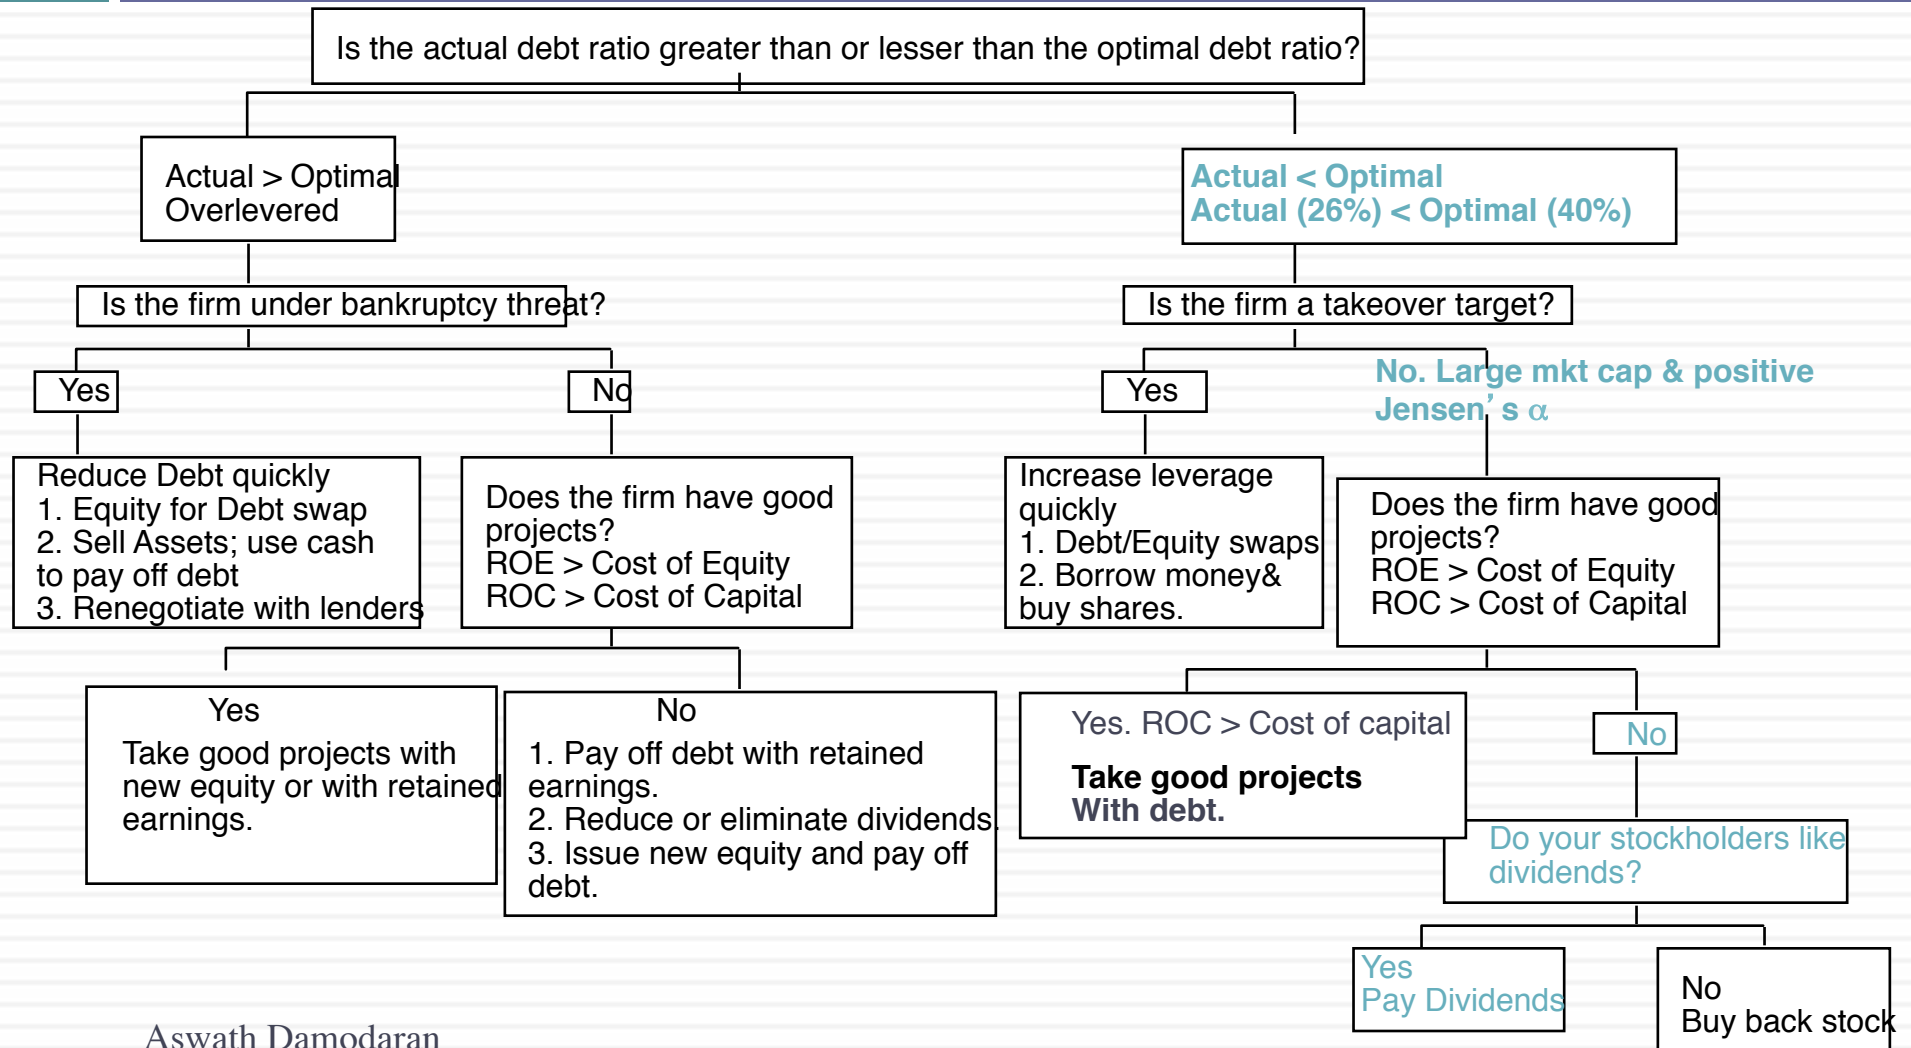 Is the actual debt ratio greater than or lesser than the optimal debt ratio?
Actual > Optimal
Overlevered
Actual < Optimal
Actual (26%) < Optimal (40%)
Is the firm under bankruptcy threat?
Is the firm a takeover target?
Yes
No
Yes
No. Large mkt cap & positive
Jensen’s α
Reduce Debt quickly
1. Equity for Debt swap
2. Sell Assets; use cash
to pay off debt
3. Renegotiate with lenders
Does the firm have good
projects?
ROE > Cost of Equity
ROC > Cost of Capital
Increase leverage
quickly
1. Debt/Equity swaps
2. Borrow money&
buy shares.
Does the firm have good
projects?
ROE > Cost of Equity
ROC > Cost of Capital
Yes
Take good projects with
new equity or with retained
earnings.
No
1. Pay off debt with retained
earnings.
2. Reduce or eliminate dividends.
3. Issue new equity and pay off
debt.
Yes. ROC > Cost of capital
Take good projects
With debt.
No
Do your stockholders like
dividends?
Yes
Pay Dividends
No
Buy back stock
Aswath Damodaran